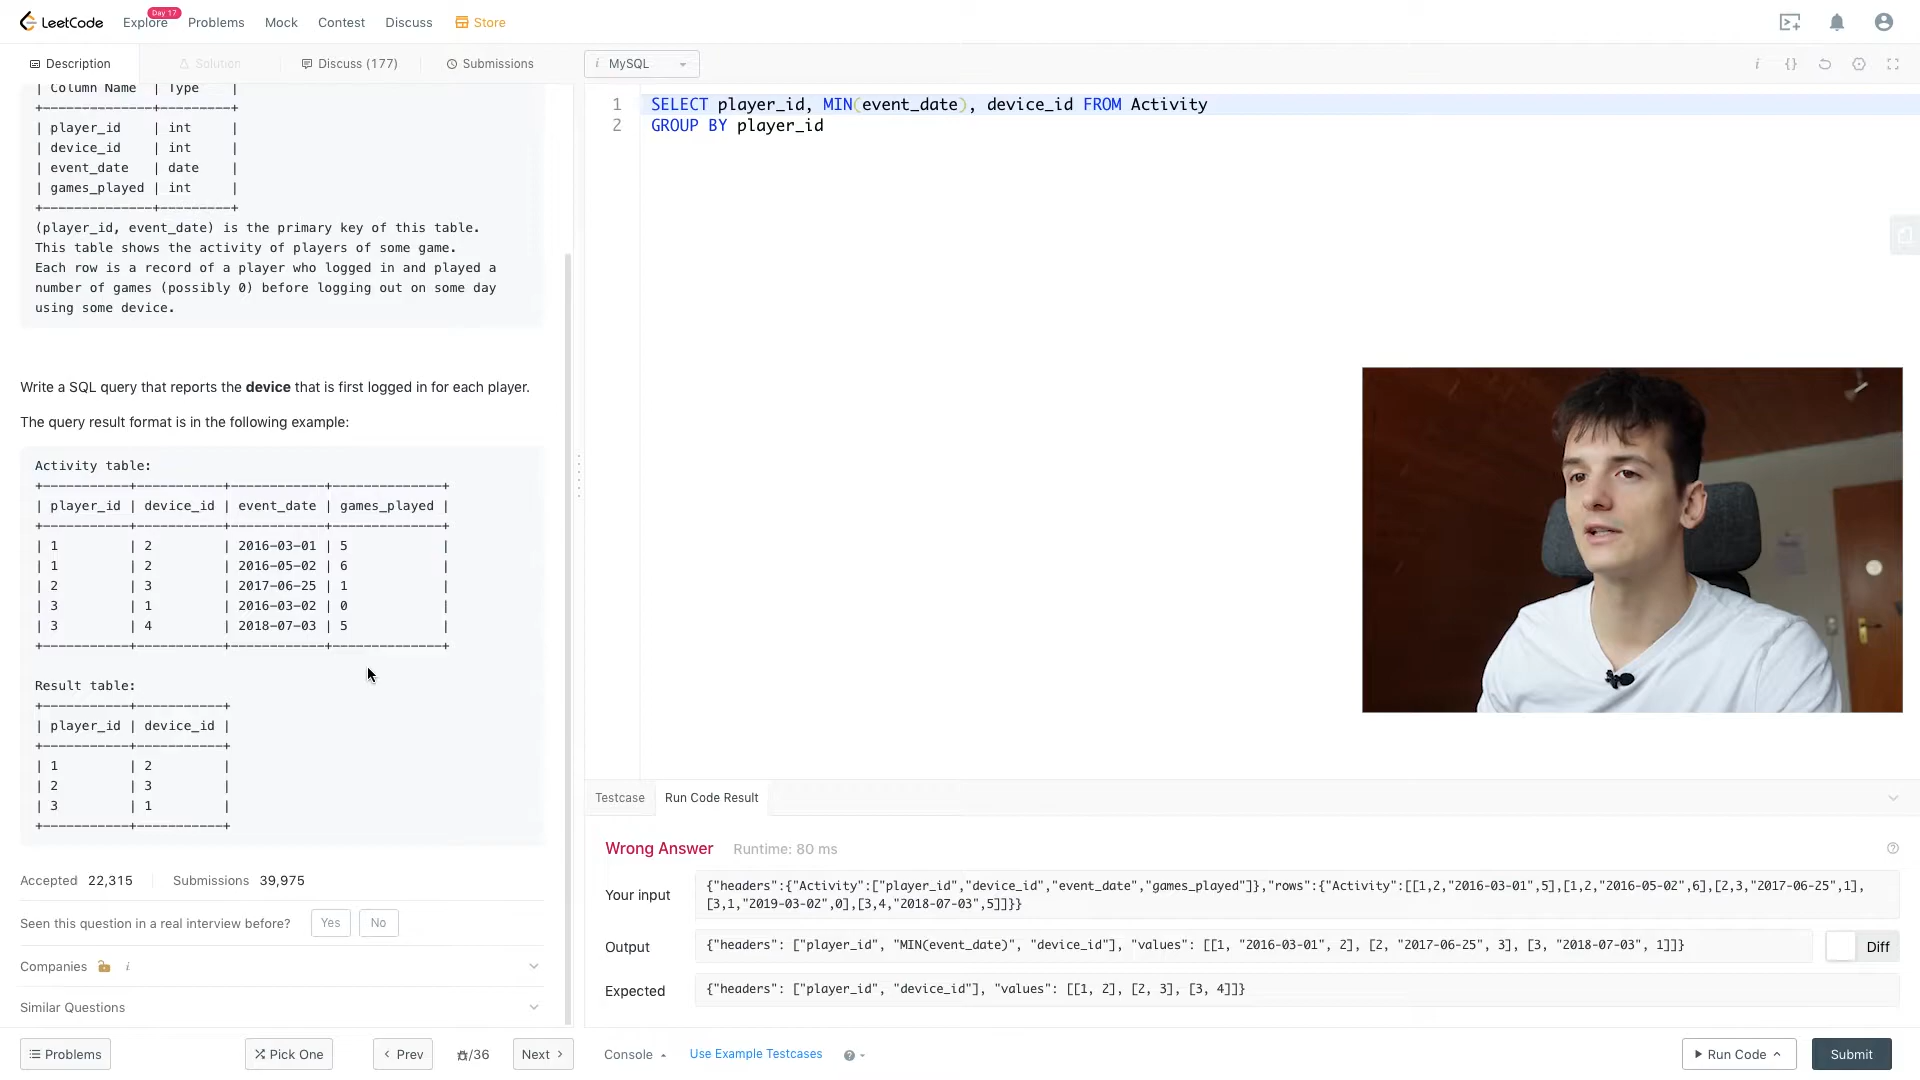 LeetCode
Explore
Day 17
Problems
Mock
Contest
Discuss
Store
Description
Solution
Discuss (177)
Submissions
i MySQL
| Column Name  | Type    |
+--------------+---------+
| player_id    | int     |
| device_id    | int     |
| event_date   | date    |
| games_played | int     |
+--------------+---------+
(player_id, event_date) is the primary key of this table.
This table shows the activity of players of some game.
Each row is a record of a player who logged in and played a
number of games (possibly 0) before logging out on some day
using some device.
Write a SQL query that reports the device that is first logged in for each player.
The query result format is in the following example:
Activity table:
+-----------+-----------+------------+--------------+
| player_id | device_id | event_date | games_played |
+-----------+-----------+------------+--------------+
| 1         | 2         | 2016-03-01 | 5            |
| 1         | 2         | 2016-05-02 | 6            |
| 2         | 3         | 2017-06-25 | 1            |
| 3         | 1         | 2016-03-02 | 0            |
| 3         | 4         | 2018-07-03 | 5            |
+-----------+-----------+------------+--------------+
Result table:
+-----------+-----------+
| player_id | device_id |
+-----------+-----------+
| 1         | 2         |
| 2         | 3         |
| 3         | 1         |
+-----------+-----------+
Accepted 22,315 Submissions 39,975
Seen this question in a real interview before? Yes No
Companies i
Similar Questions
Problems
Pick One
Prev
/36
Next
i {}
1 SELECT player_id, MIN(event_date), device_id FROM Activity
2 GROUP BY player_id
Testcase
Run Code Result
Wrong Answer Runtime: 80 ms
Your input
{"headers":{"Activity":["player_id","device_id","event_date","games_played"]},"rows":{"Activity":[[1,2,"2016-03-01",5],[1,2,"2016-05-02",6],[2,3,"2017-06-25",1],
[3,1,"2019-03-02",0],[3,4,"2018-07-03",5]]}}
Output
{"headers": ["player_id", "MIN(event_date)", "device_id"], "values": [[1, "2016-03-01", 2], [2, "2017-06-25", 3], [3, "2018-07-03", 1]]}
Diff
Expected
{"headers": ["player_id", "device_id"], "values": [[1, 2], [2, 3], [3, 4]]}
Console
Use Example Testcases
?
Run Code
Submit